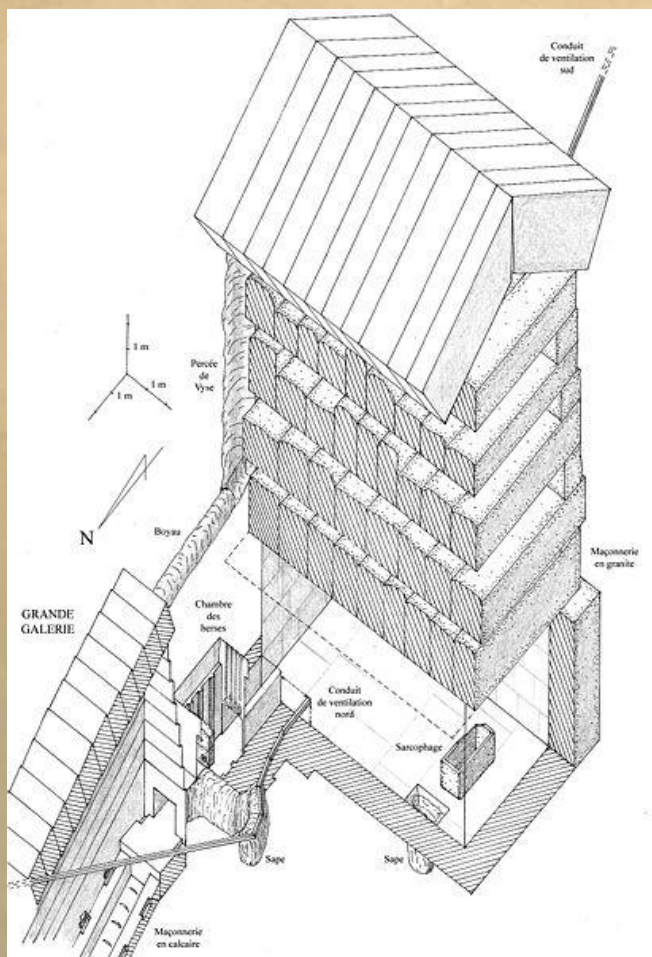 Conduit
de ventilation
sud
1 m
1 m
1 m
Percée
de
Vyse
N
Boyau
Maçonnerie
en granite
GRANDE
GALERIE
Chambre
des
herses
Conduit
de ventilation
nord
Sarcophage
Sape
Sape
Maçonnerie
en calcaire